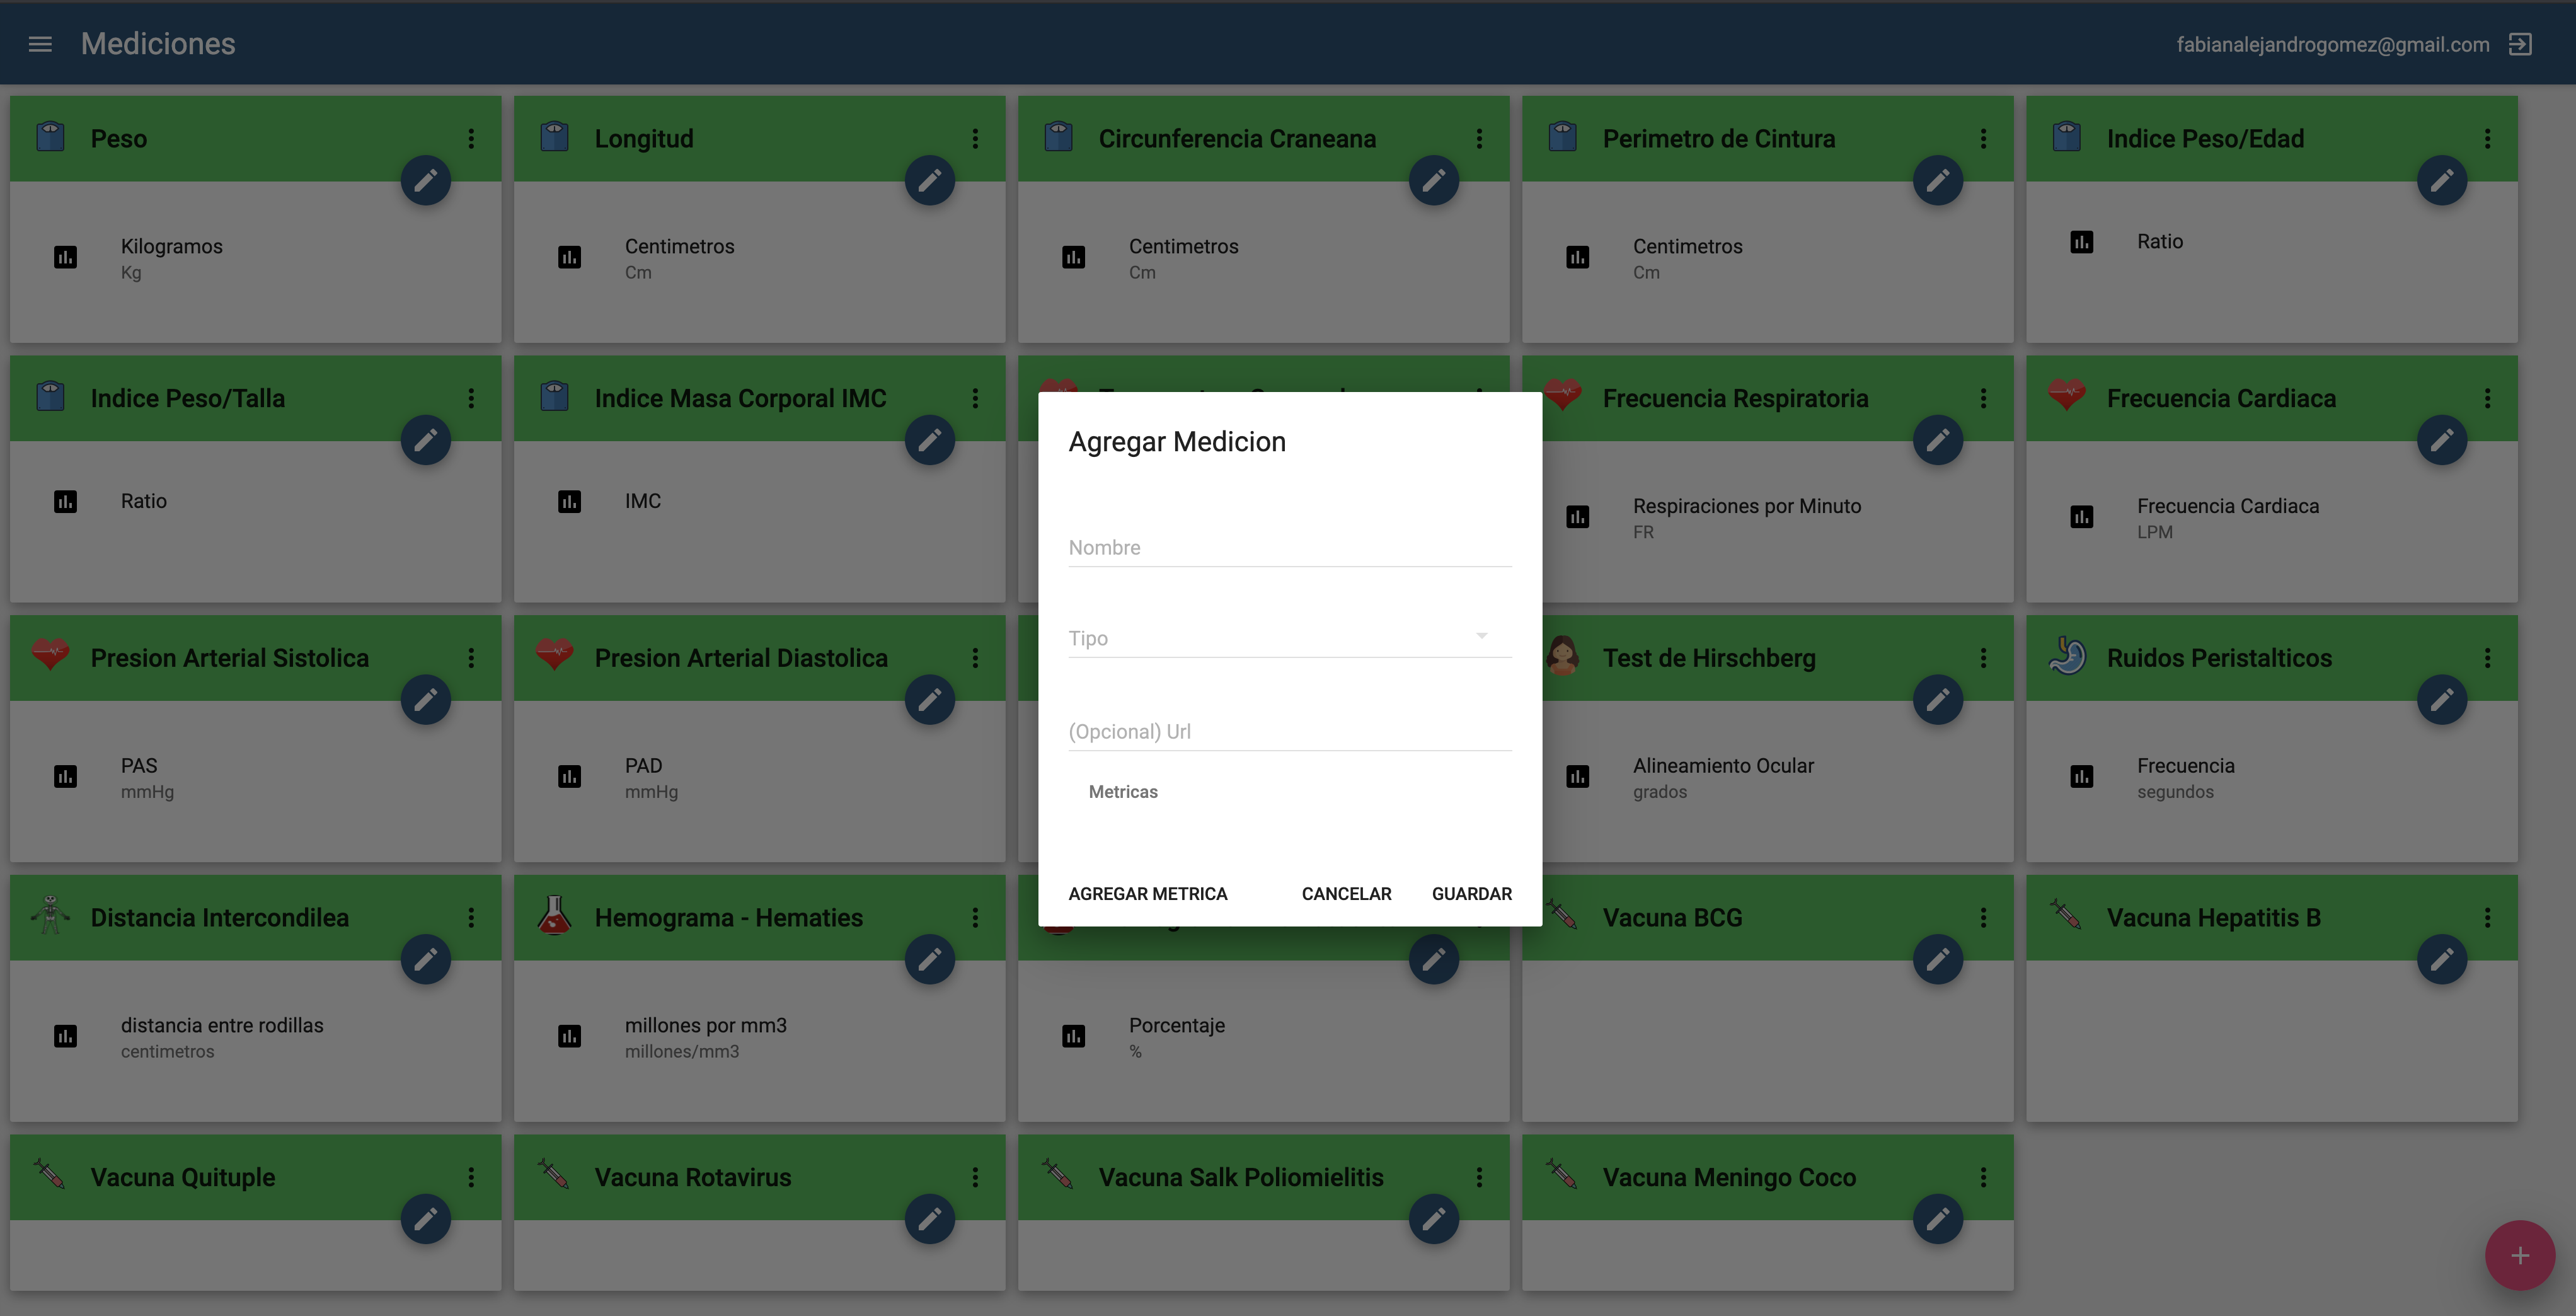 Mediciones
fabianalejandrogomez@gmail.com
Peso
Longitud
Circunferencia Craneana
Perimetro de Cintura
Indice Peso/Edad
Kilogramos
Kg
Centimetros
Cm
Centimetros
Cm
Centimetros
Cm
Ratio
Indice Peso/Talla
Indice Masa Corporal IMC
Frecuencia Respiratoria
Frecuencia Cardiaca
Ratio
IMC
Respiraciones por Minuto
FR
Frecuencia Cardiaca
LPM
Agregar Medicion
Nombre
Tipo
(Opcional) Url
Metricas
AGREGAR METRICA
CANCELAR
GUARDAR
Presion Arterial Sistolica
Presion Arterial Diastolica
Test de Hirschberg
Ruidos Peristalticos
PAS
mmHg
PAD
mmHg
Alineamiento Ocular
grados
Frecuencia
segundos
Distancia Intercondilea
Hemograma - Hematies
Vacuna BCG
Vacuna Hepatitis B
distancia entre rodillas
centimetros
millones por mm3
millones/mm3
Porcentaje
%
Vacuna Quituple
Vacuna Rotavirus
Vacuna Salk Poliomielitis
Vacuna Meningo Coco